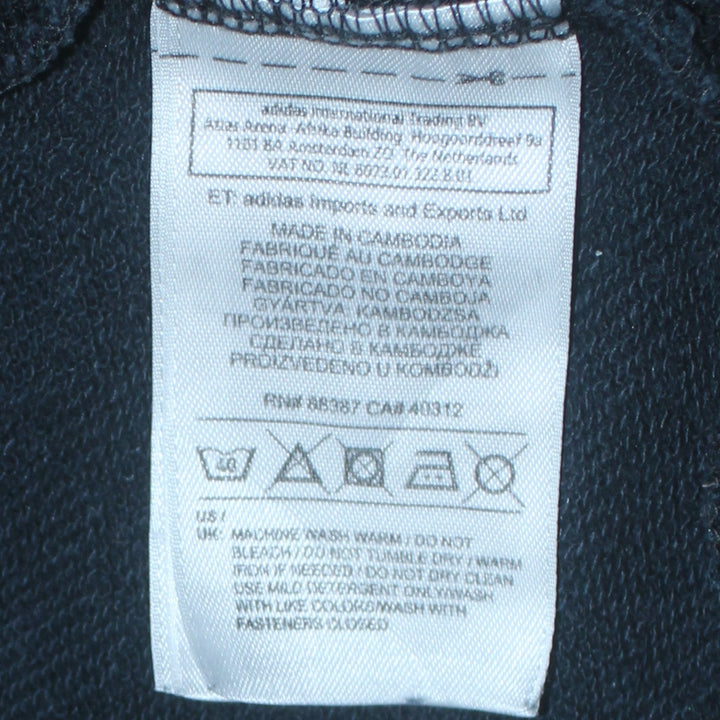 adidas International Trading BV
Atlas Arena Afrika Building Hoogoorddreef 9a
1101 BA Amsterdam ZO The Netherlands
VAT NO. NL 8073.01.322.B.01
ET: adidas Imports and Exports Ltd
MADE IN CAMBODIA
FABRIQUÉ AU CAMBODGE
FABRICADO EN CAMBOYA
FABRICADO NO CAMBOJA
GYÁRTVA KAMBODZSA
ПРОИЗВЕДЕНО В КАМБОДЖА
СДЕЛАНО В КАМБОДЖЕ
PROIZVEDENO U KOMBODŽI
RN# 88387 CA# 40312
40
US /
UK: MACHINE WASH WARM / DO NOT
BLEACH / DO NOT TUMBLE DRY / WARM
IRON IF NEEDED / DO NOT DRY CLEAN
USE MILD DETERGENT ONLY/WASH
WITH LIKE COLORS/WASH WITH
FASTENERS CLOSED